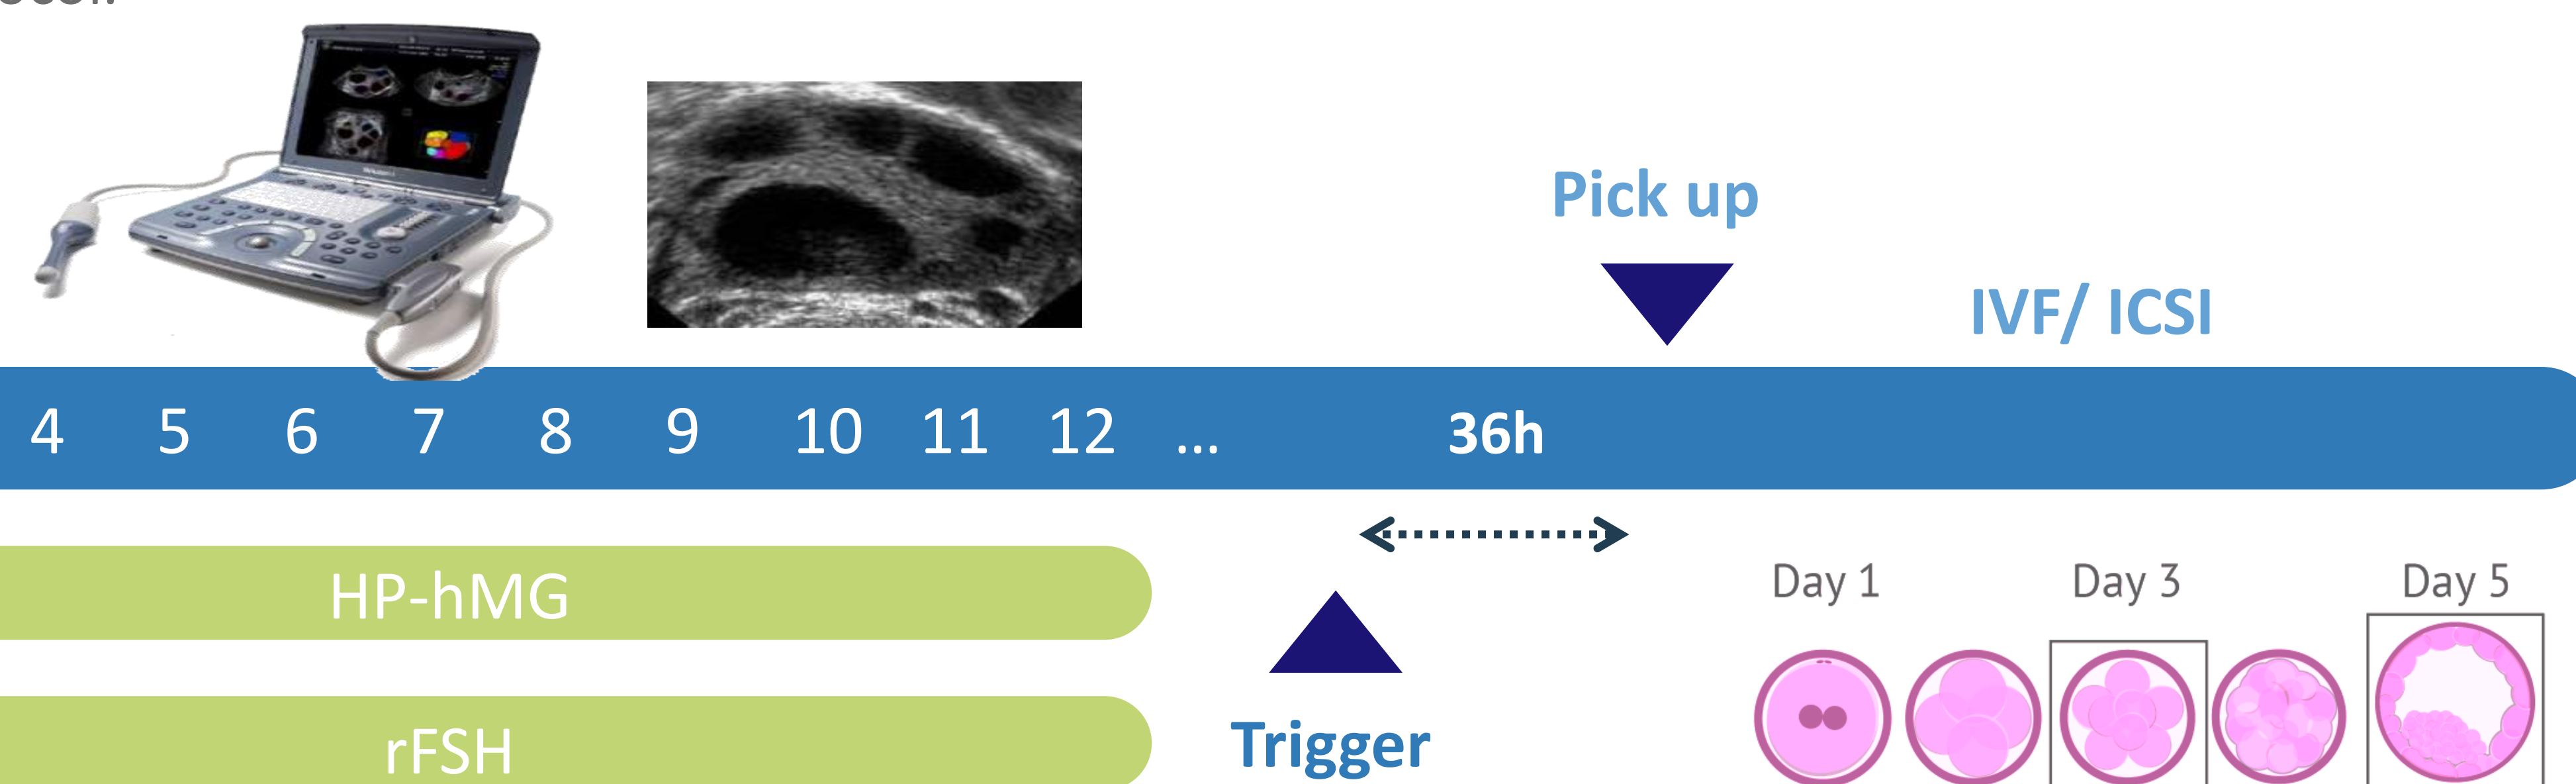 Pick up
IVF/ ICSI
4 5 6 7 8 9 10 11 12 ... 36h
HP-hMG
Day 1 Day 3 Day 5
rFSH
Trigger